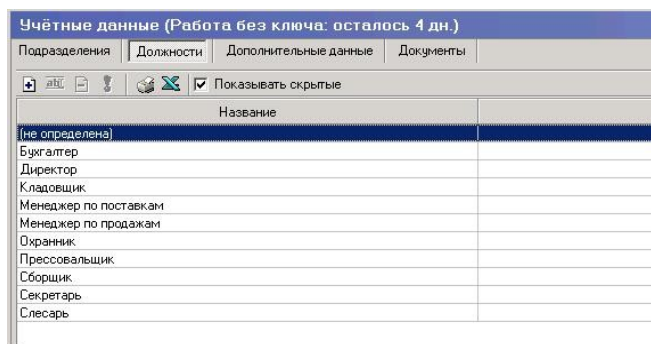 Учётные данные (Работа без ключа: осталось 4 дн.)
Подразделения Должности Дополнительные данные Документы
Показывать скрытые
Название
(не определена)
Бухгалтер
Директор
Кладовщик
Менеджер по поставкам
Менеджер по продажам
Охранник
Прессовальщик
Сборщик
Секретарь
Слесарь